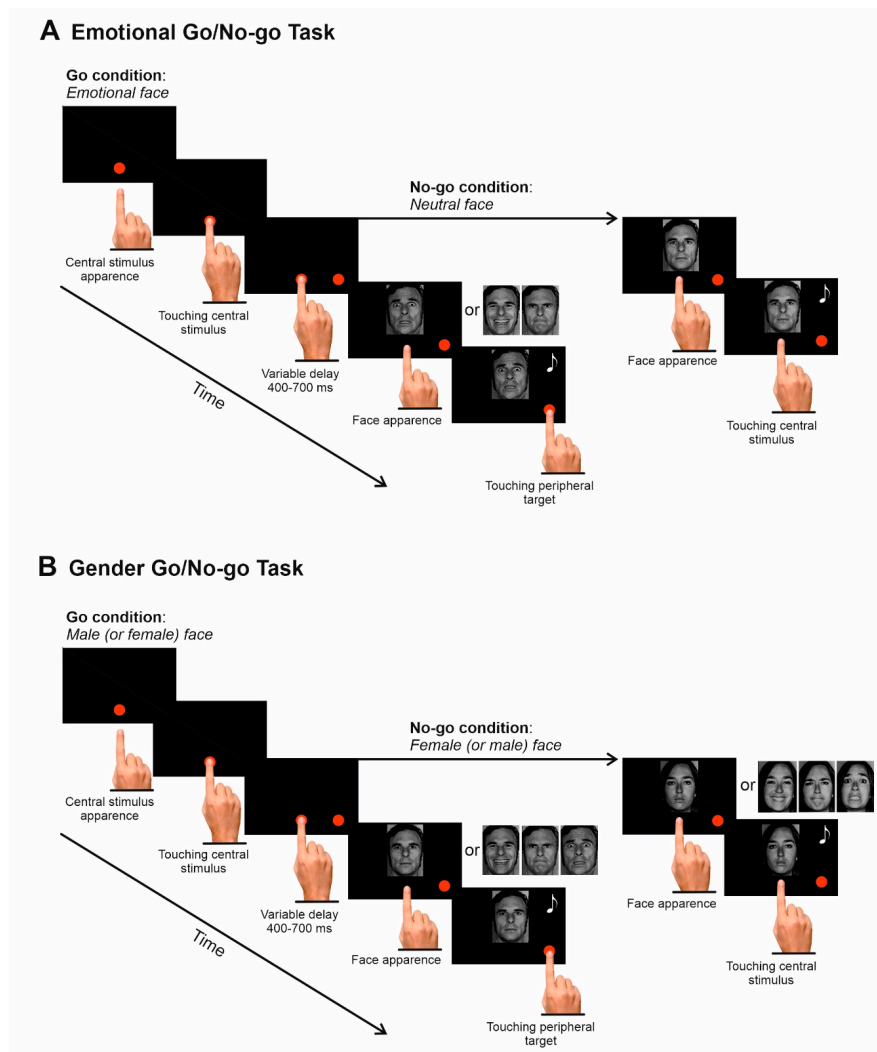 A Emotional Go/No-go Task
Go condition:
Emotional face
Central stimulus
apparence
Touching central
stimulus
Variable delay
400-700 ms
Time
No-go condition:
Neutral face
or
Face apparence
Touching peripheral
target
Face apparence
Touching central
stimulus
B Gender Go/No-go Task
Go condition:
Male (or female) face
Central stimulus
apparence
Touching central
stimulus
Variable delay
400-700 ms
Time
No-go condition:
Female (or male) face
or
Face apparence
Touching peripheral
target
or
Face apparence
Touching central
stimulus